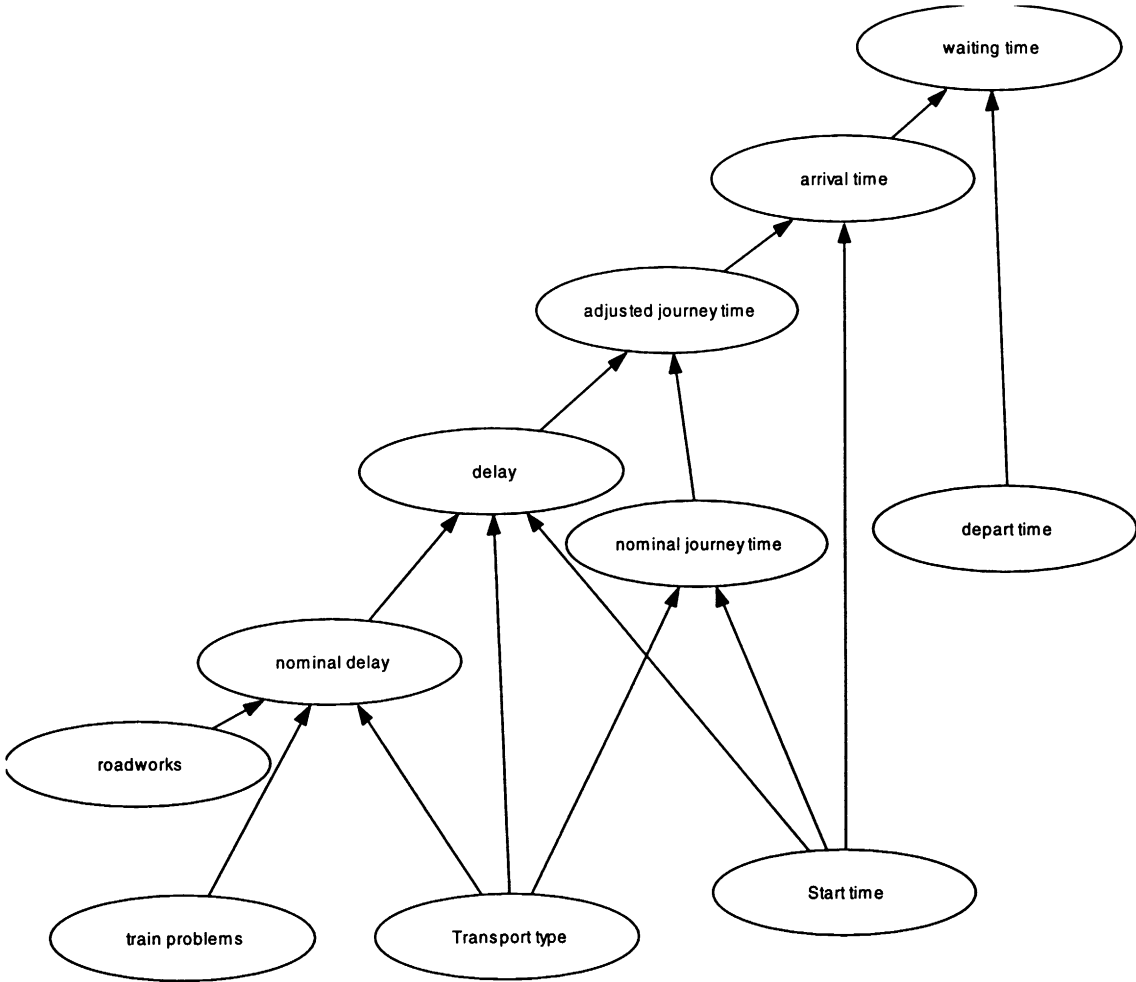 waiting time
arrival time
adjusted journey time
delay
nominal journey time
depart time
nominal delay
roadworks
Start time
train problems
Transport type